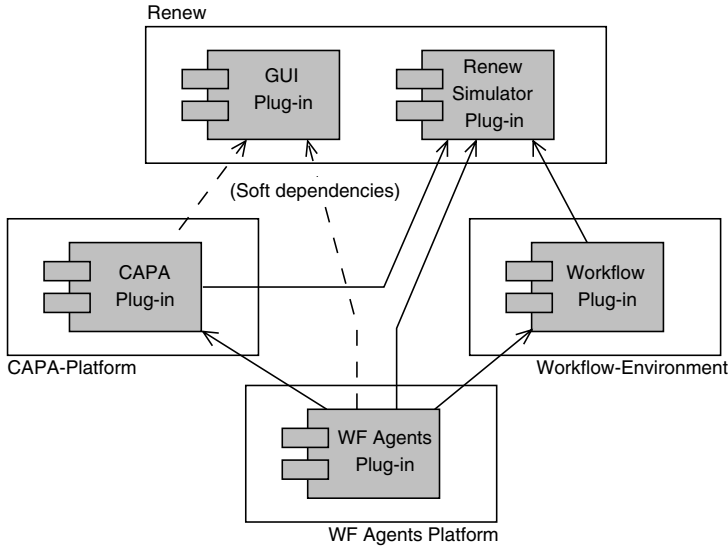 Renew
GUI
Plug-in
Renew
Simulator
Plug-in
(Soft dependencies)
CAPA
Plug-in
Workflow
Plug-in
CAPA-Platform
Workflow-Environment
WF Agents
Plug-in
WF Agents Platform